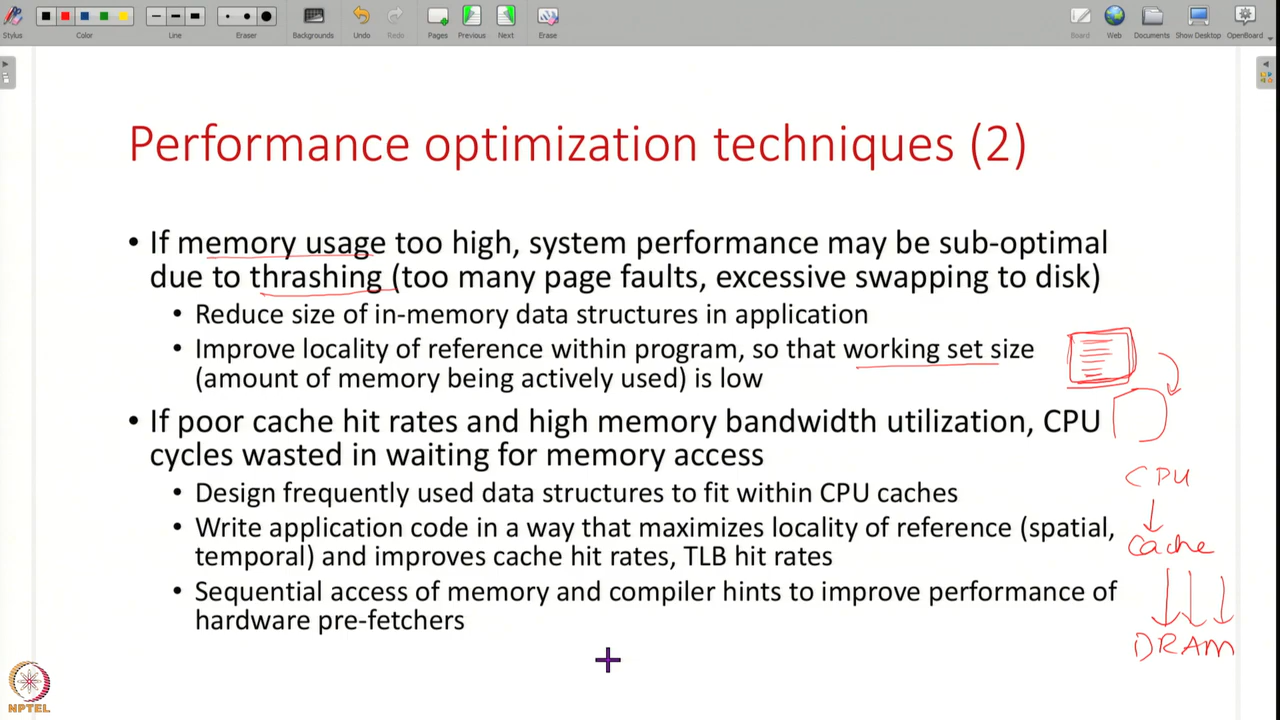 Stylus
Color
Line
Eraser
Backgrounds
Undo
Redo
Pages
Previous
Next
Erase
Board
Web
Documents
Show Desktop
OpenBoard
Performance optimization techniques (2)
• If memory usage too high, system performance may be sub-optimal
due to thrashing (too many page faults, excessive swapping to disk)
• Reduce size of in-memory data structures in application
• Improve locality of reference within program, so that working set size
(amount of memory being actively used) is low
• If poor cache hit rates and high memory bandwidth utilization, CPU
cycles wasted in waiting for memory access
• Design frequently used data structures to fit within CPU caches
• Write application code in a way that maximizes locality of reference (spatial,
temporal) and improves cache hit rates, TLB hit rates
• Sequential access of memory and compiler hints to improve performance of
hardware pre-fetchers
CPU
Cache
DRAM
NPTEL